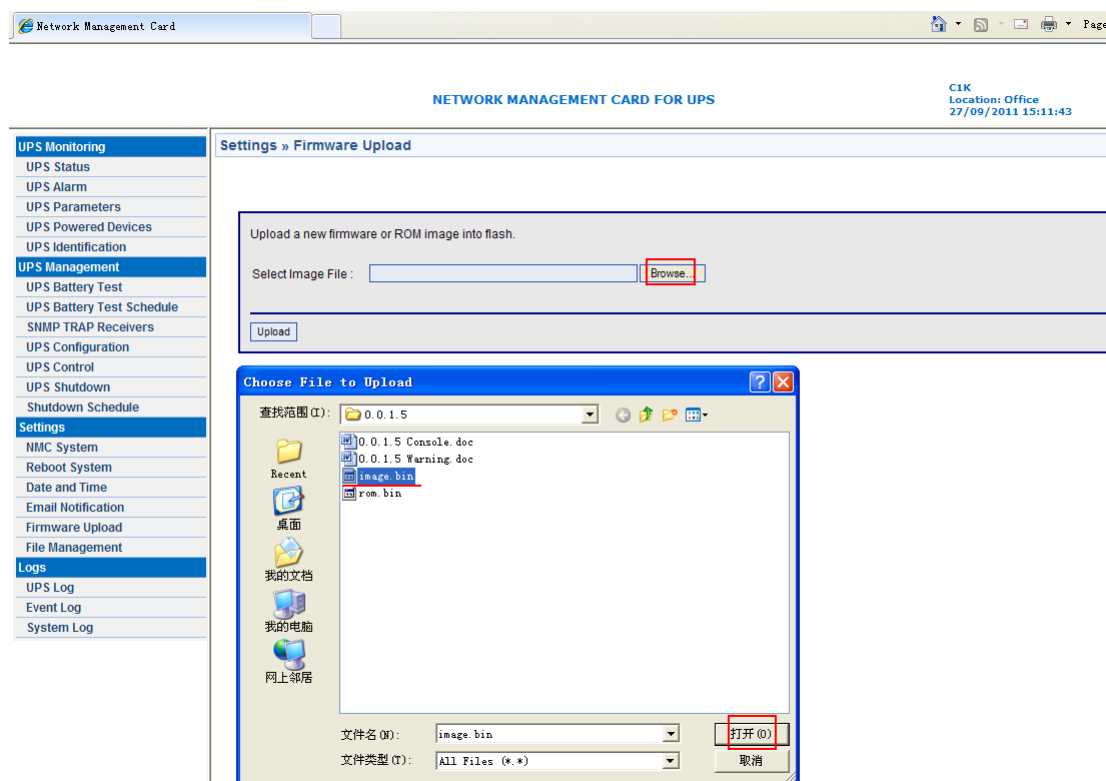 Network Management Card
Page
NETWORK MANAGEMENT CARD FOR UPS
C1K
Location: Office
27/09/2011 15:11:43
UPS Monitoring
UPS Status
UPS Alarm
UPS Parameters
UPS Powered Devices
UPS Identification
UPS Management
UPS Battery Test
UPS Battery Test Schedule
SNMP TRAP Receivers
UPS Configuration
UPS Control
UPS Shutdown
Shutdown Schedule
Settings
NMC System
Reboot System
Date and Time
Email Notification
Firmware Upload
File Management
Logs
UPS Log
Event Log
System Log
Settings » Firmware Upload
Upload a new firmware or ROM image into flash.
Select Image File : Browse...
Upload
Choose File to Upload
查找范围(I): 0.0.1.5
Recent
桌面
我的文档
我的电脑
网上邻居
0.0.1.5 Console.doc
0.0.1.5 Warning.doc
image.bin
rom.bin
文件名(N): image.bin 打开(O)
文件类型(T): All Files (*.*) 取消